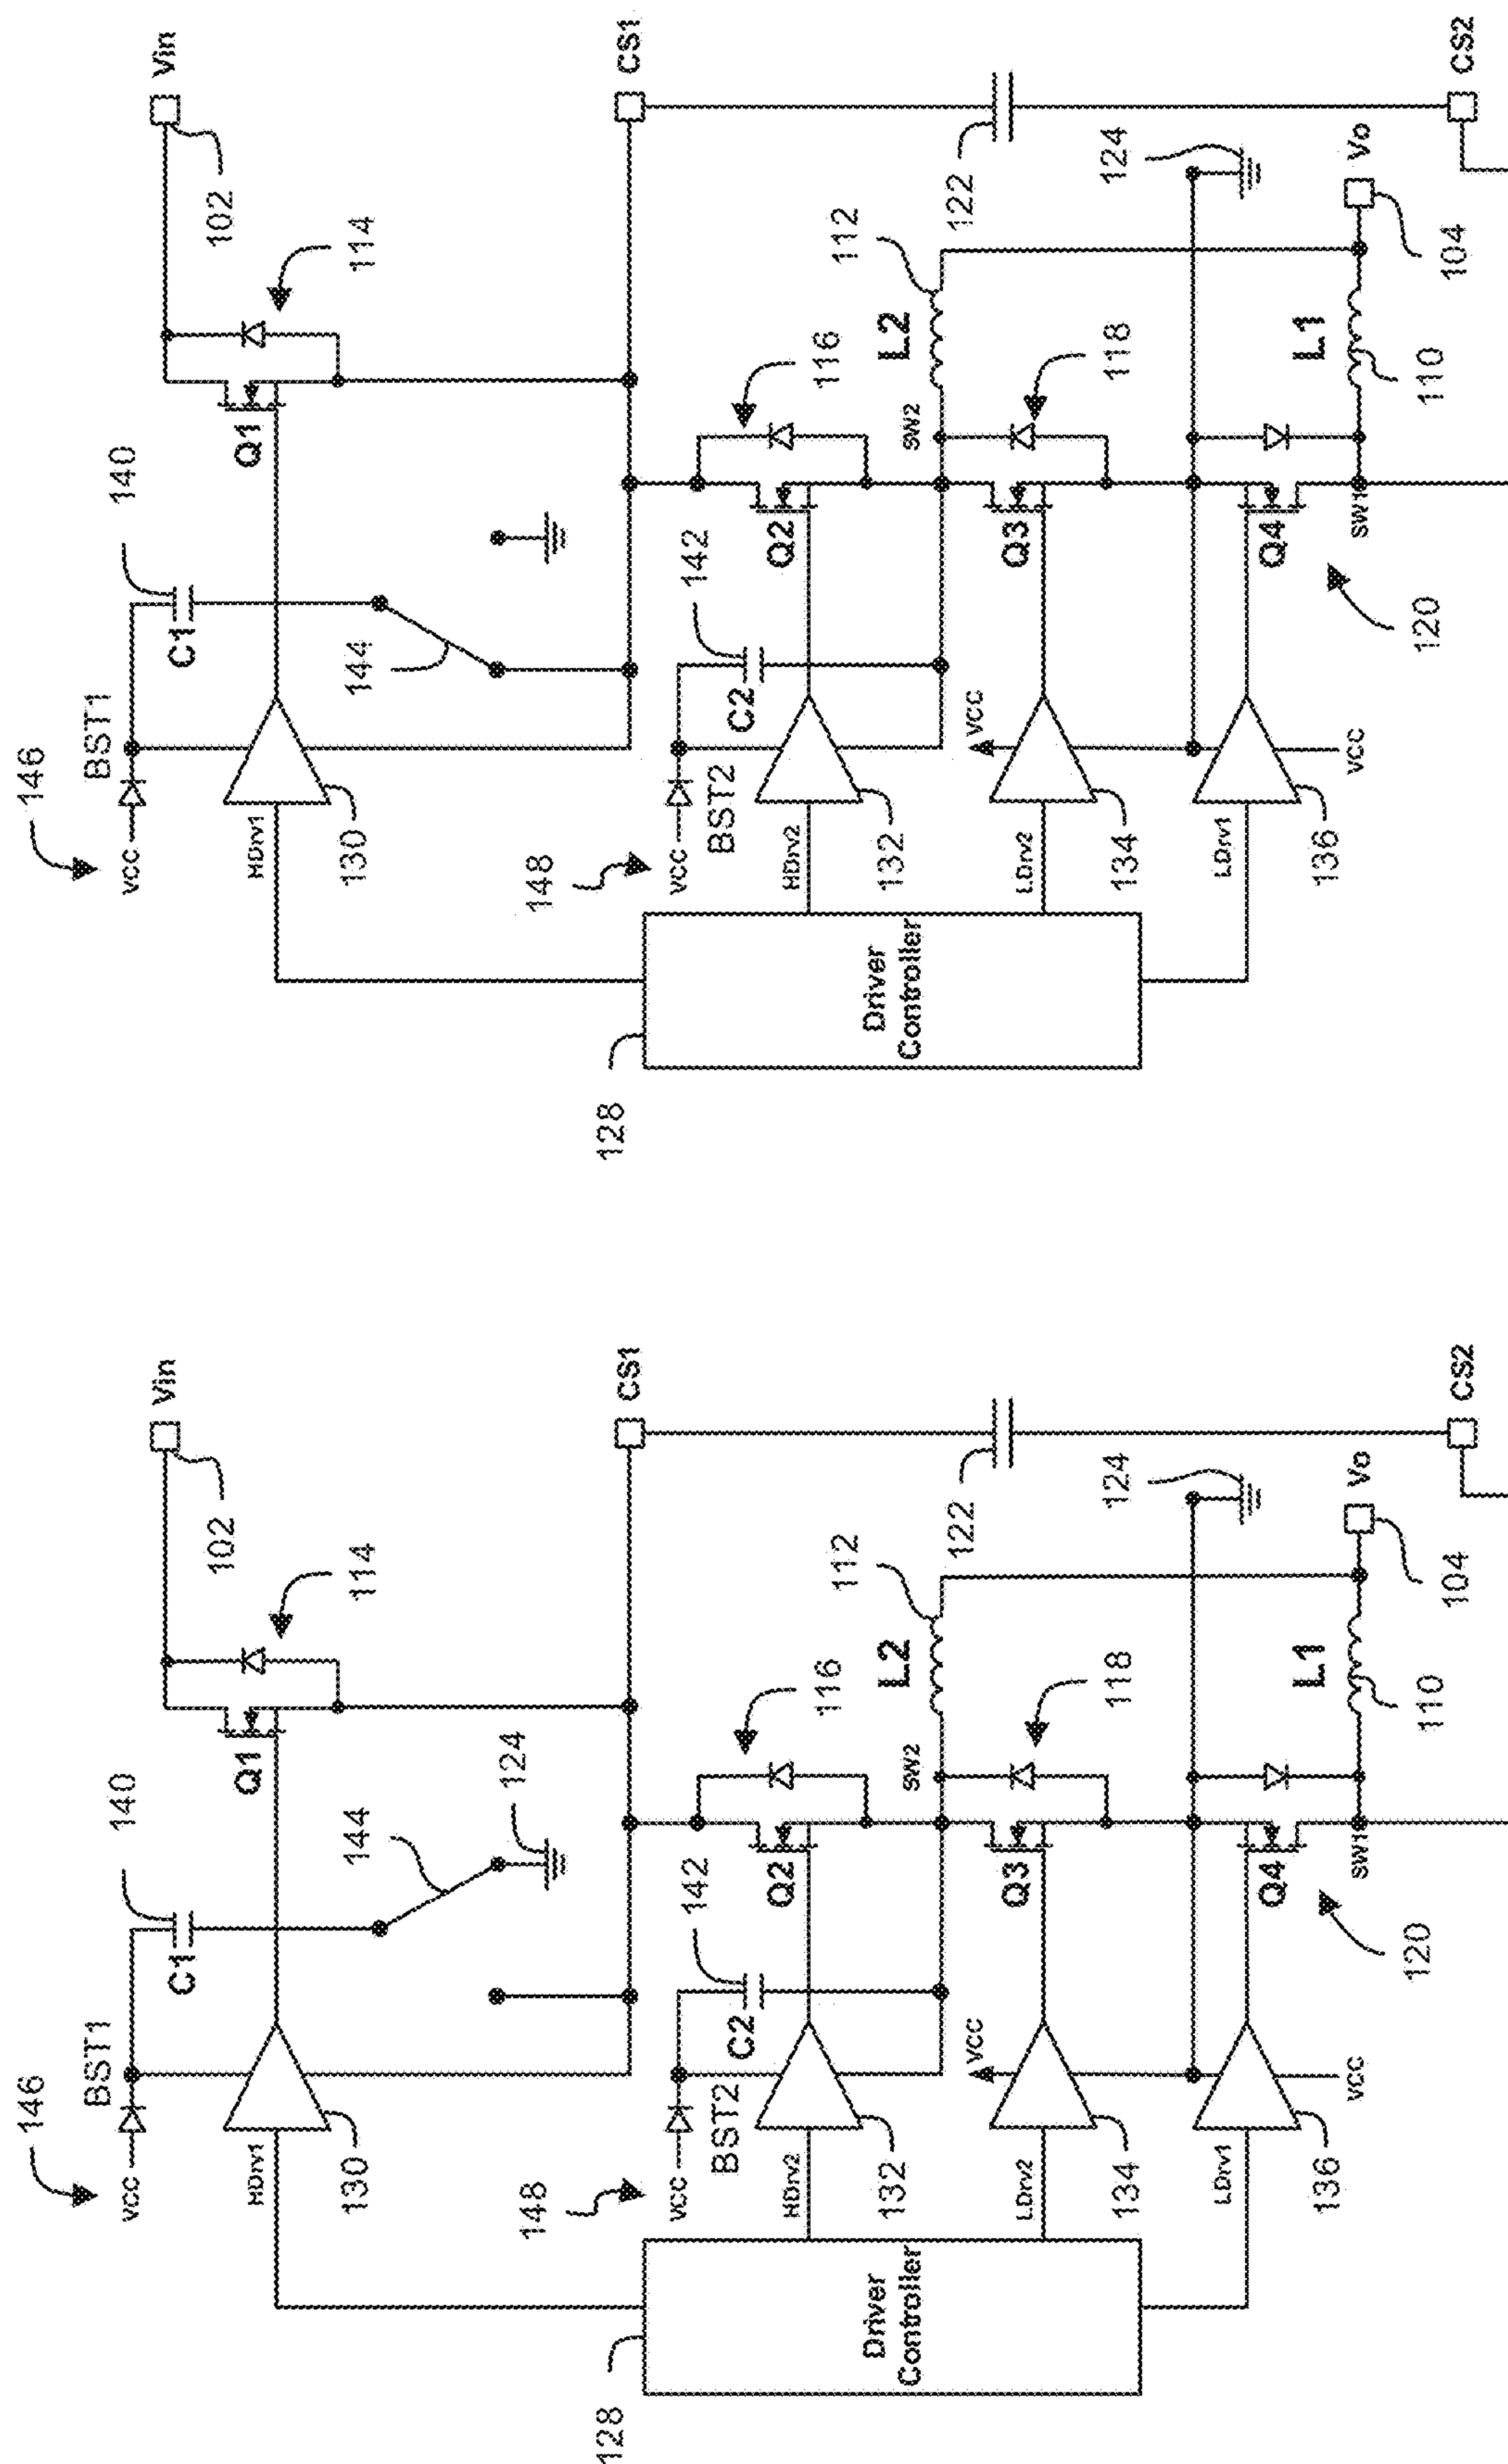 Vin
102
114
Q1
140
C1
144
146
BST1
VCC
HDrv1
130
CS1
122
CS2
124
Vo
104
112
L2
116
SW2
118
L1
110
Q2
Q3
Q4
SW1
120
142
C2
148
VCC
BST2
HDrv2
132
VCC
LDrv2
134
LDrv1
VCC
136
Driver
Controller
128
Vin
102
114
Q1
140
C1
144
124
146
BST1
VCC
HDrv1
130
CS1
122
CS2
124
Vo
104
112
L2
116
SW2
118
L1
110
Q2
Q3
Q4
SW1
120
142
C2
148
VCC
BST2
HDrv2
132
VCC
LDrv2
134
LDrv1
VCC
136
Driver
Controller
128